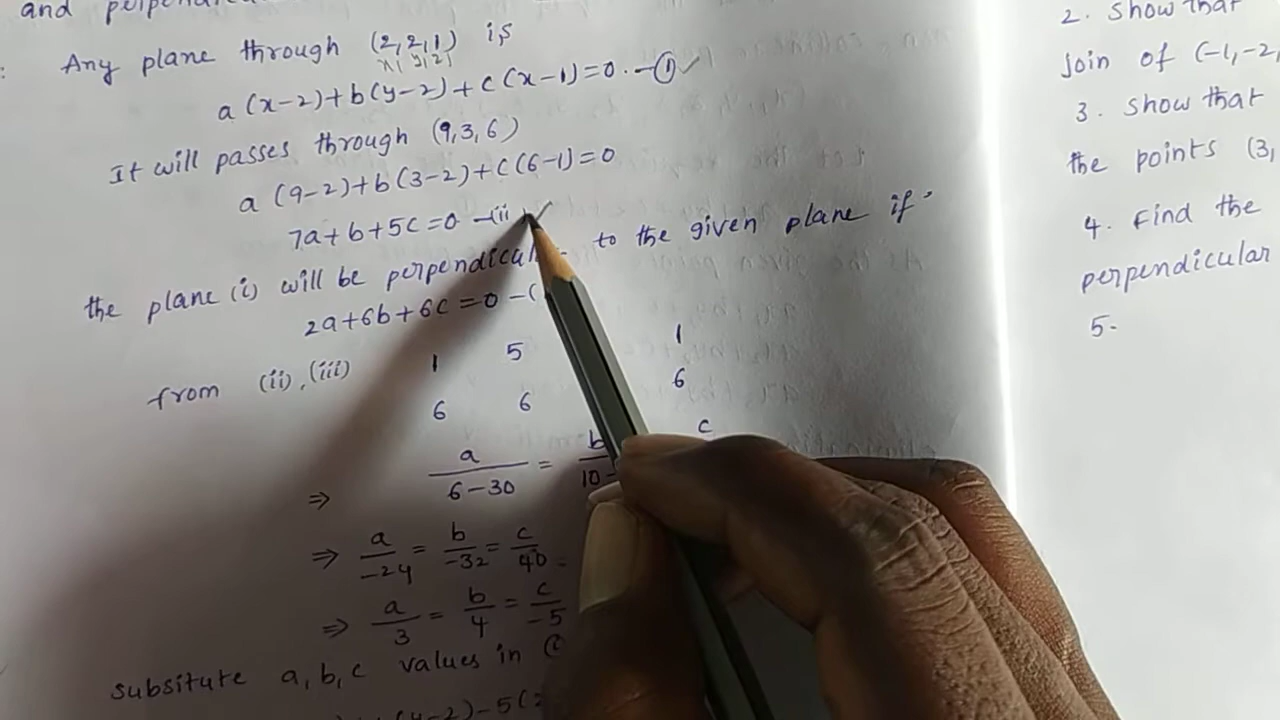 and
Any plane through (2,2,1) is
x1 y1 z1
a(x-2)+b(y-2)+c(x-1)=0. —①✓
It will passes through (9,3,6)
a(9-2)+b(3-2)+c(6-1)=0
7a+b+5c=0 —(ii ✓
the plane (i) will be to the given plane if
2a+6b+6c=0 —(
from (ii),(iii) 1 5 1
6 6 6
⇒ a/6-30 = b/10- c
⇒ a/-24 = b/-32 = c/40
⇒ a/3 = b/4 = c/-5
subsitute a,b,c values in
(y-2)-5(
2. Show that
join of (-1,-2,
3. Show that
the points (3,
4. Find the
perpendicular
5.